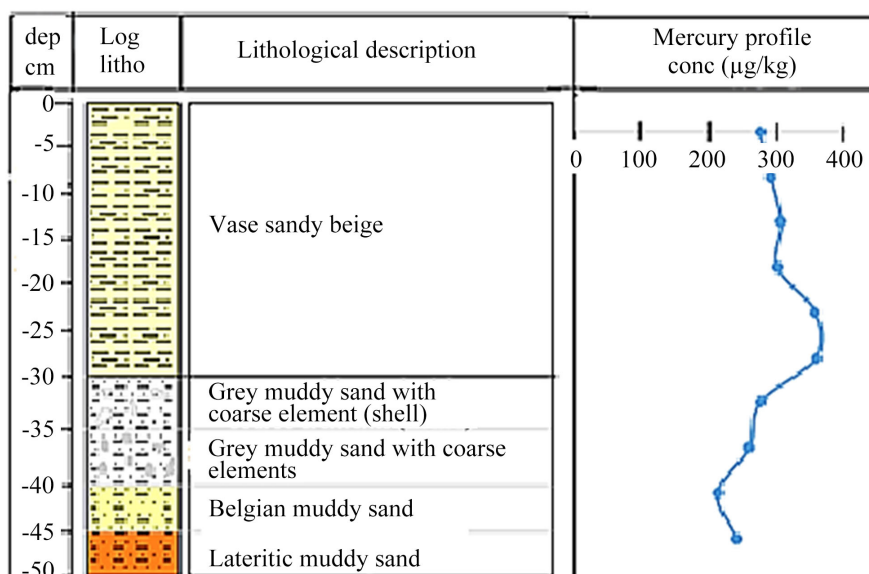 dep
cm
Log
litho
Lithological description
Mercury profile
conc (µg/kg)
0
-5
-10
-15
-20
-25
-30
-35
-40
-45
-50
Vase sandy beige
Grey muddy sand with
coarse element (shell)
Grey muddy sand with coarse
elements
Belgian muddy sand
Lateritic muddy sand
0 100 200 300 400